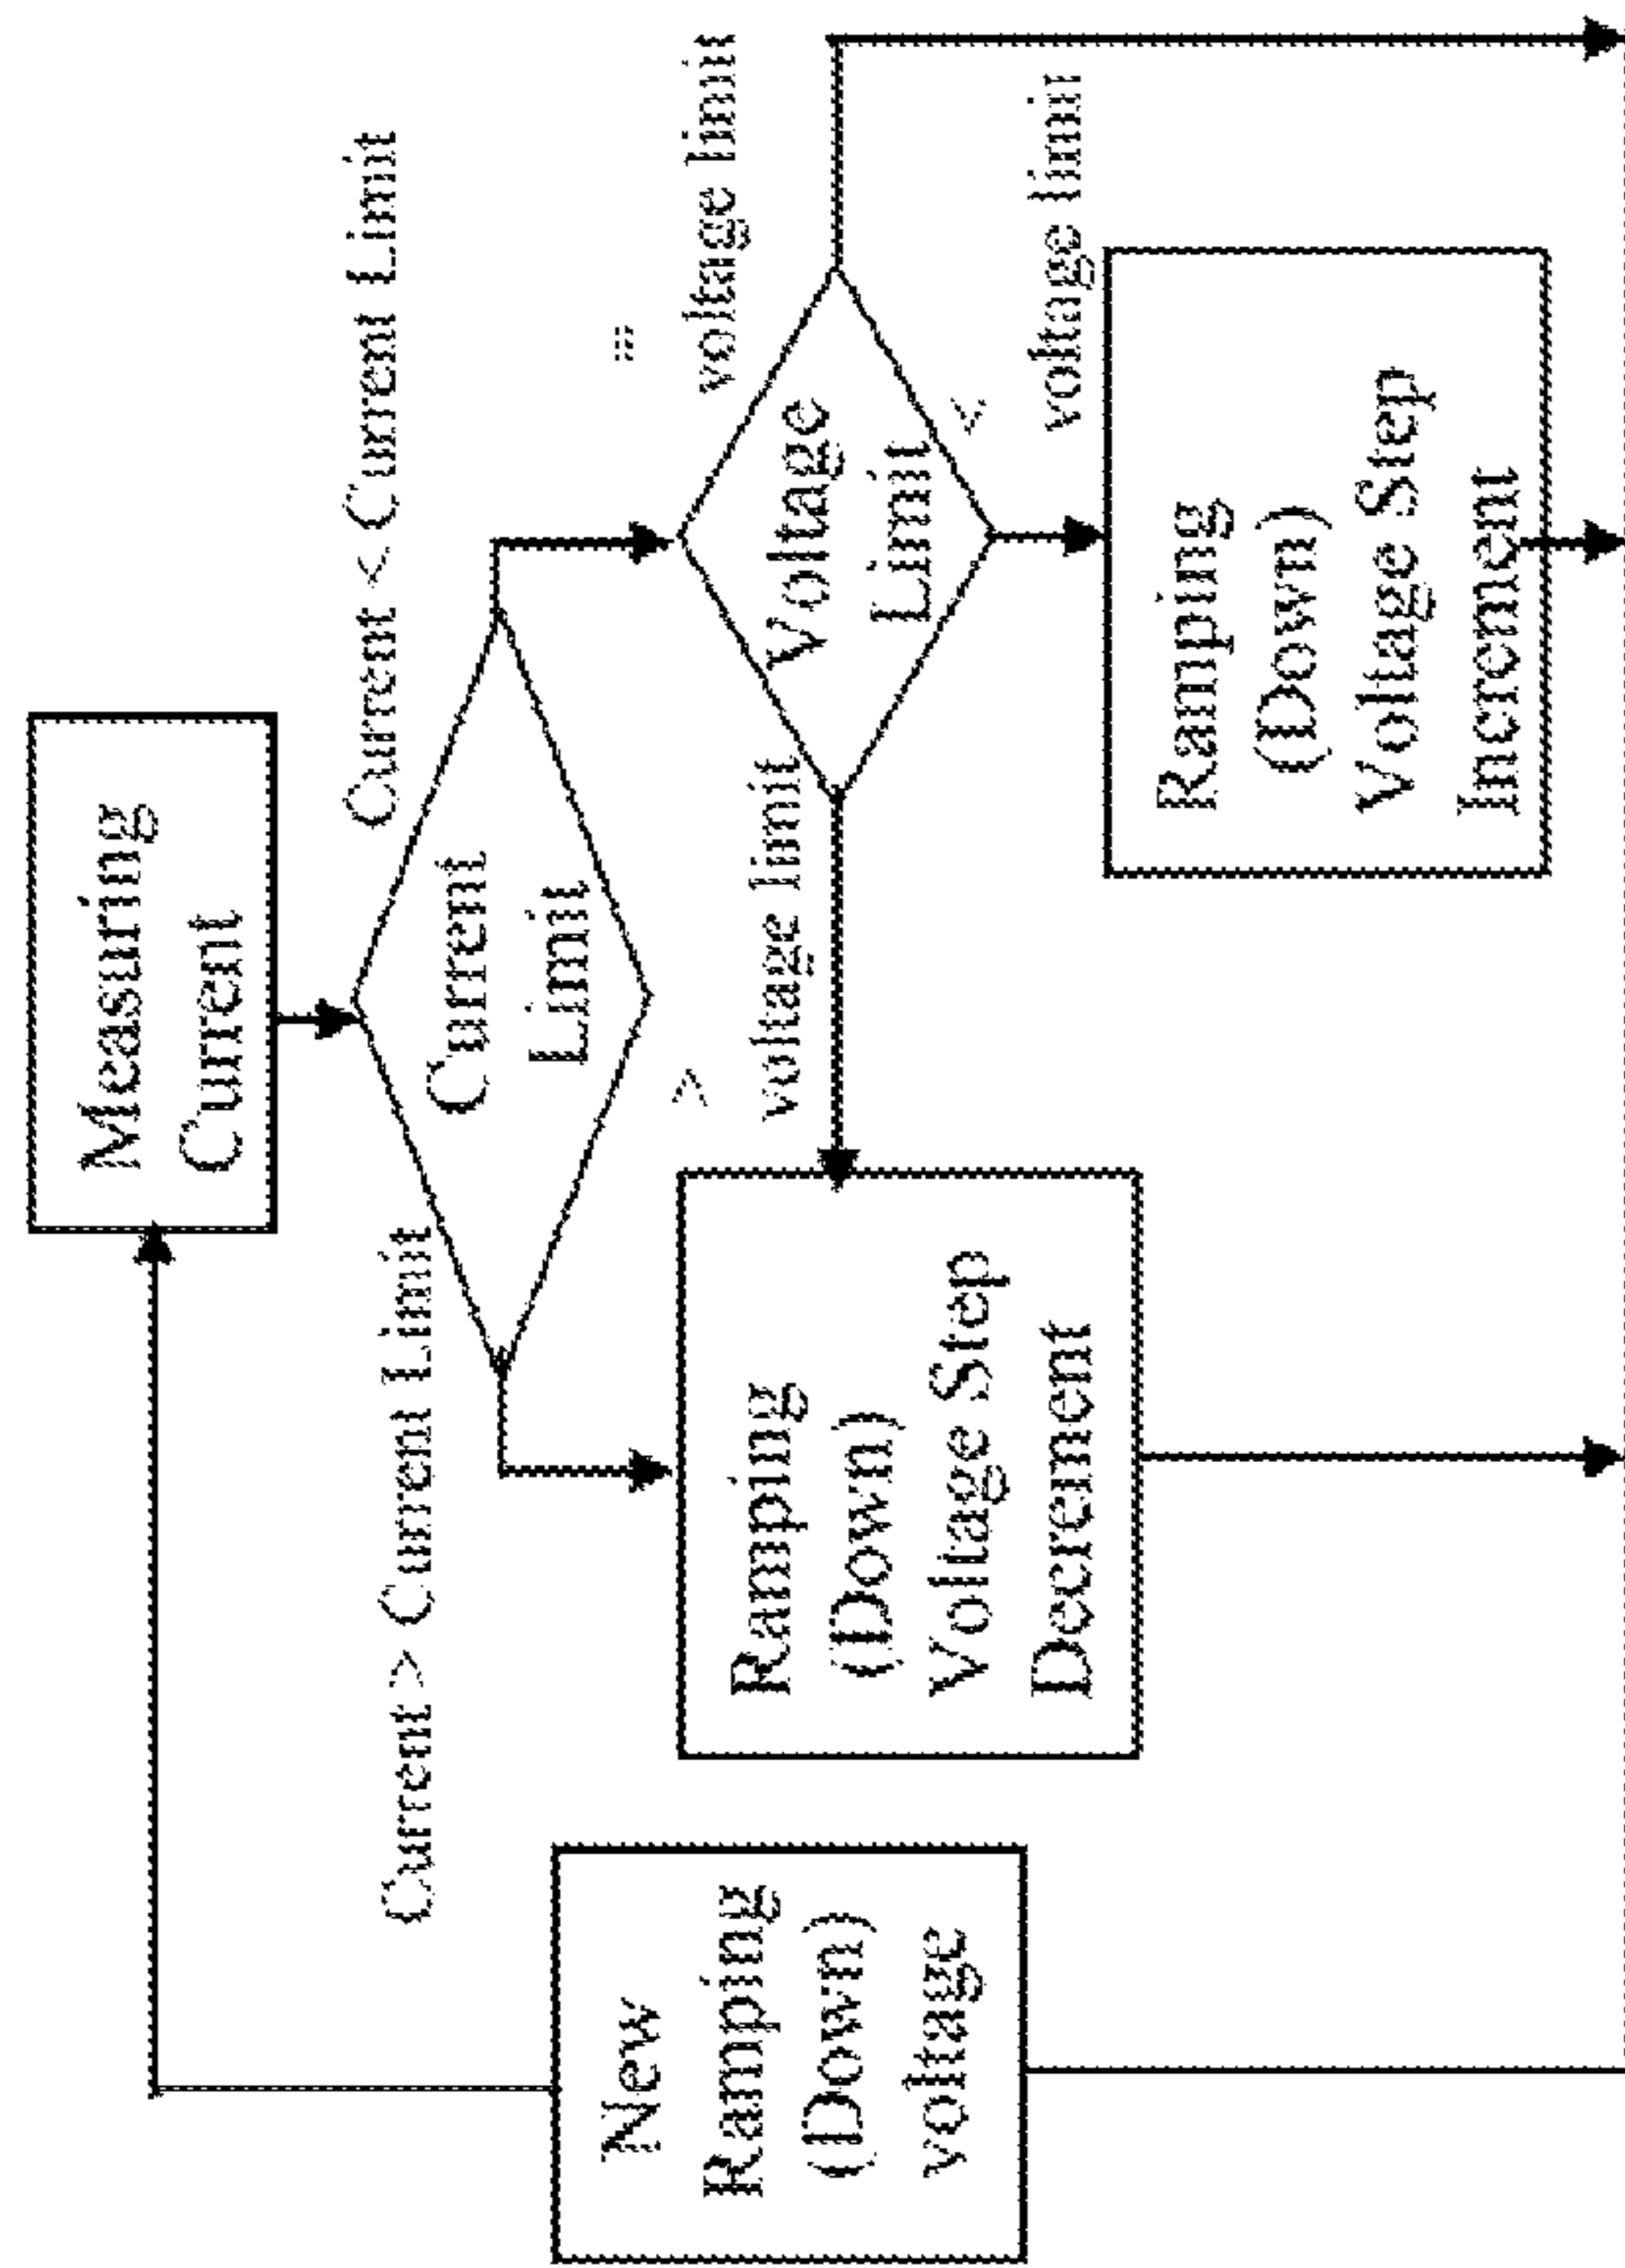 Measuring
Current
Current > Current Limit
Current < Current Limit
Current
Limit
=
voltage limit
>
voltage limit
Voltage
Limit
<
voltage limit
New
Ramping
(Down)
voltage
Ramping
(Down)
Voltage Step
Decrement
Ramping
(Down)
Voltage Step
Increment